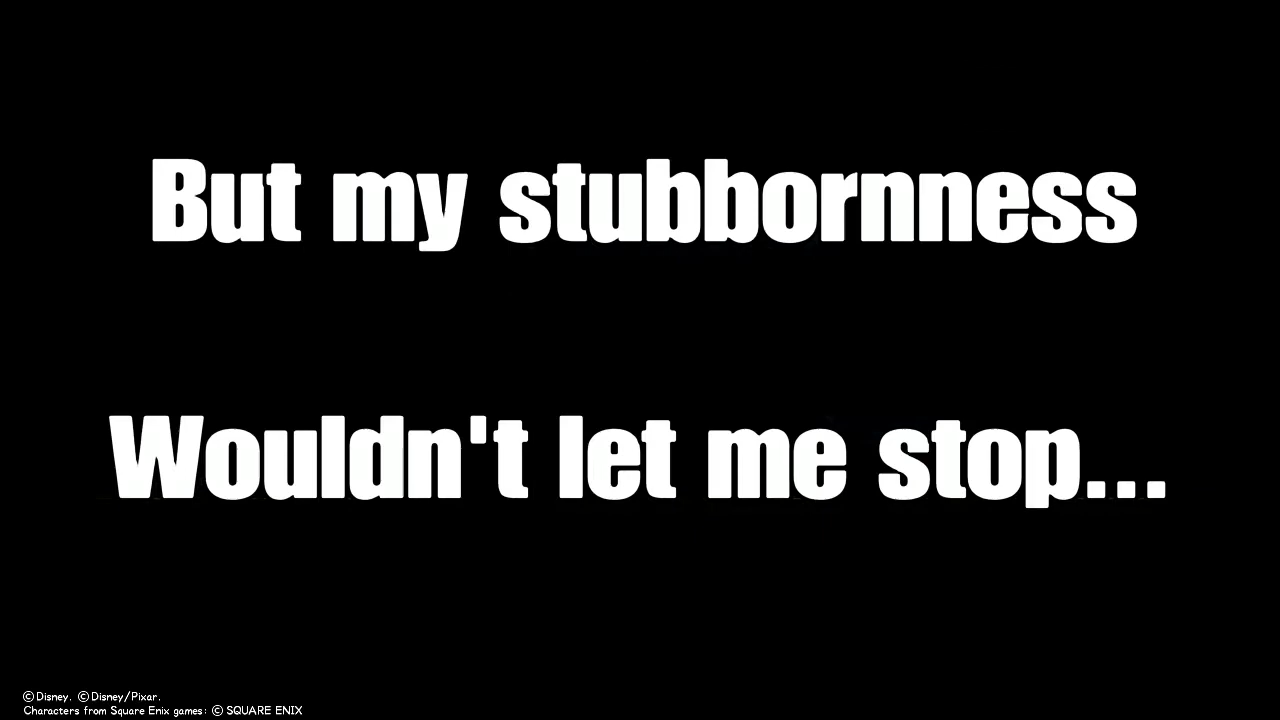 But my stubbornness
Wouldn't let me stop...
©Disney. ©Disney/Pixar.
Characters from Square Enix games: © SQUARE ENIX